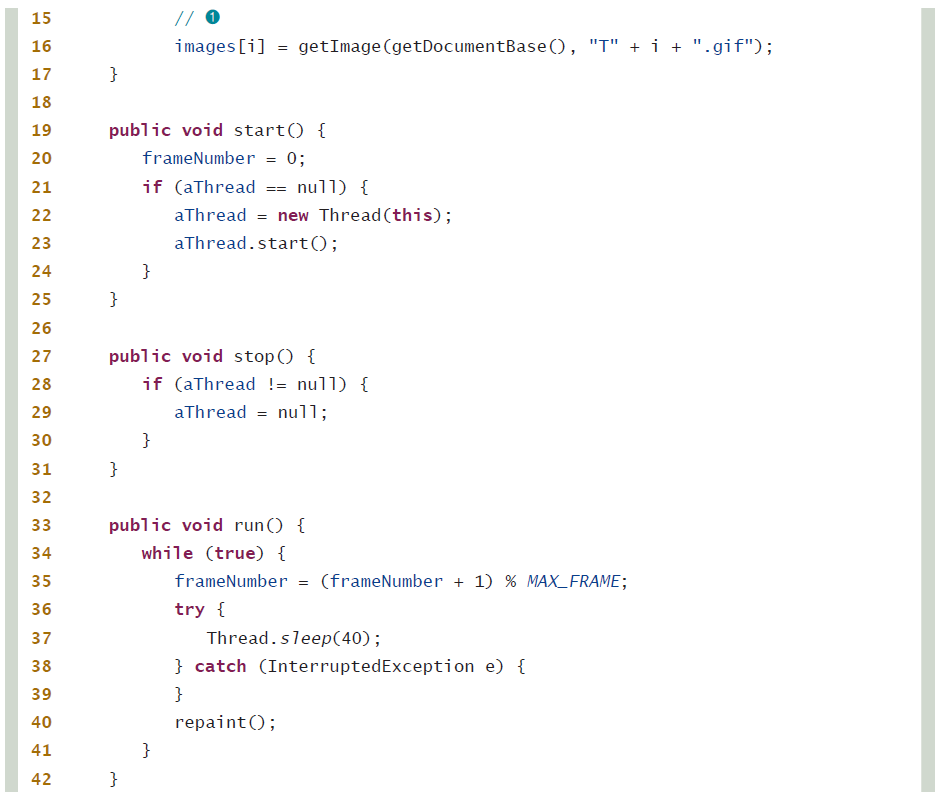 15 // ❶
16 images[i] = getImage(getDocumentBase(), "T" + i + ".gif");
17 }
18
19 public void start() {
20 frameNumber = 0;
21 if (aThread == null) {
22 aThread = new Thread(this);
23 aThread.start();
24 }
25 }
26
27 public void stop() {
28 if (aThread != null) {
29 aThread = null;
30 }
31 }
32
33 public void run() {
34 while (true) {
35 frameNumber = (frameNumber + 1) % MAX_FRAME;
36 try {
37 Thread.sleep(40);
38 } catch (InterruptedException e) {
39 }
40 repaint();
41 }
42 }